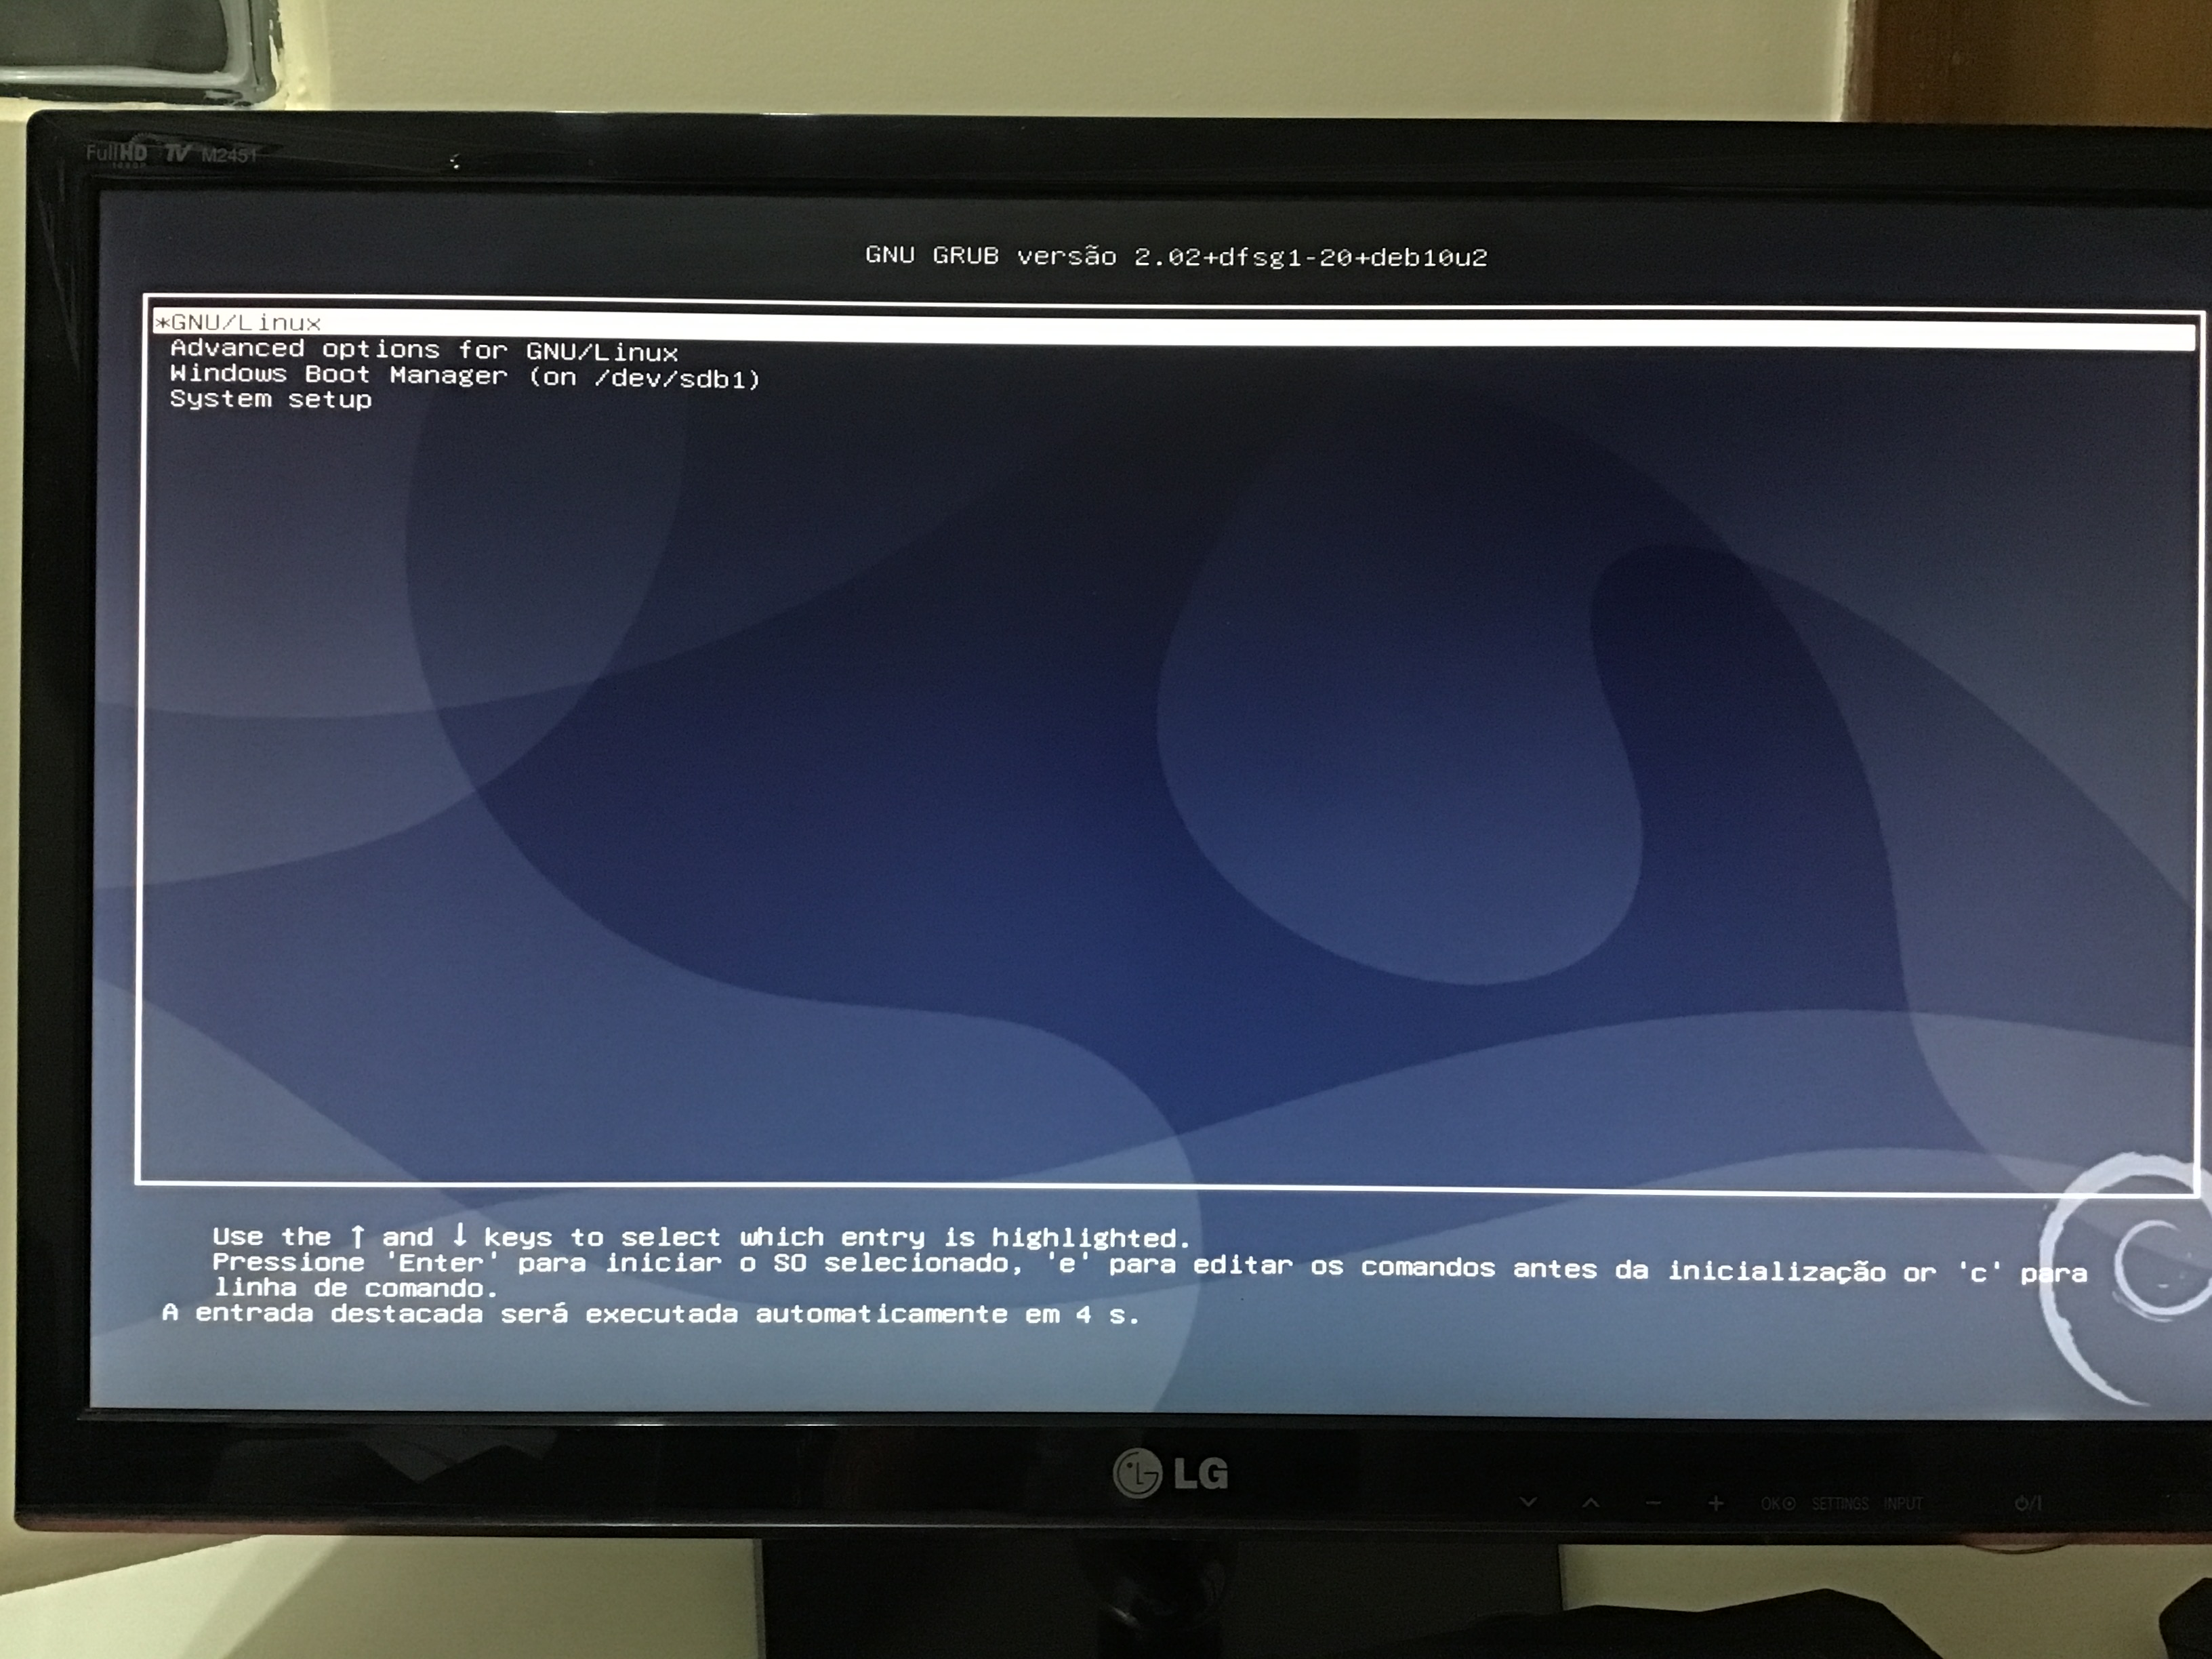 FullHD TV M2451
1080P
GNU GRUB versão 2.02+dfsg1-20+deb10u2
*GNU/Linux
Advanced options for GNU/Linux
Windows Boot Manager (on /dev/sdb1)
System setup
Use the ↑ and ↓ keys to select which entry is highlighted.
Pressione 'Enter' para iniciar o SO selecionado, 'e' para editar os comandos antes da inicialização or 'c' para
linha de comando.
A entrada destacada será executada automaticamente em 4 s.
LG
OK SETTINGS INPUT